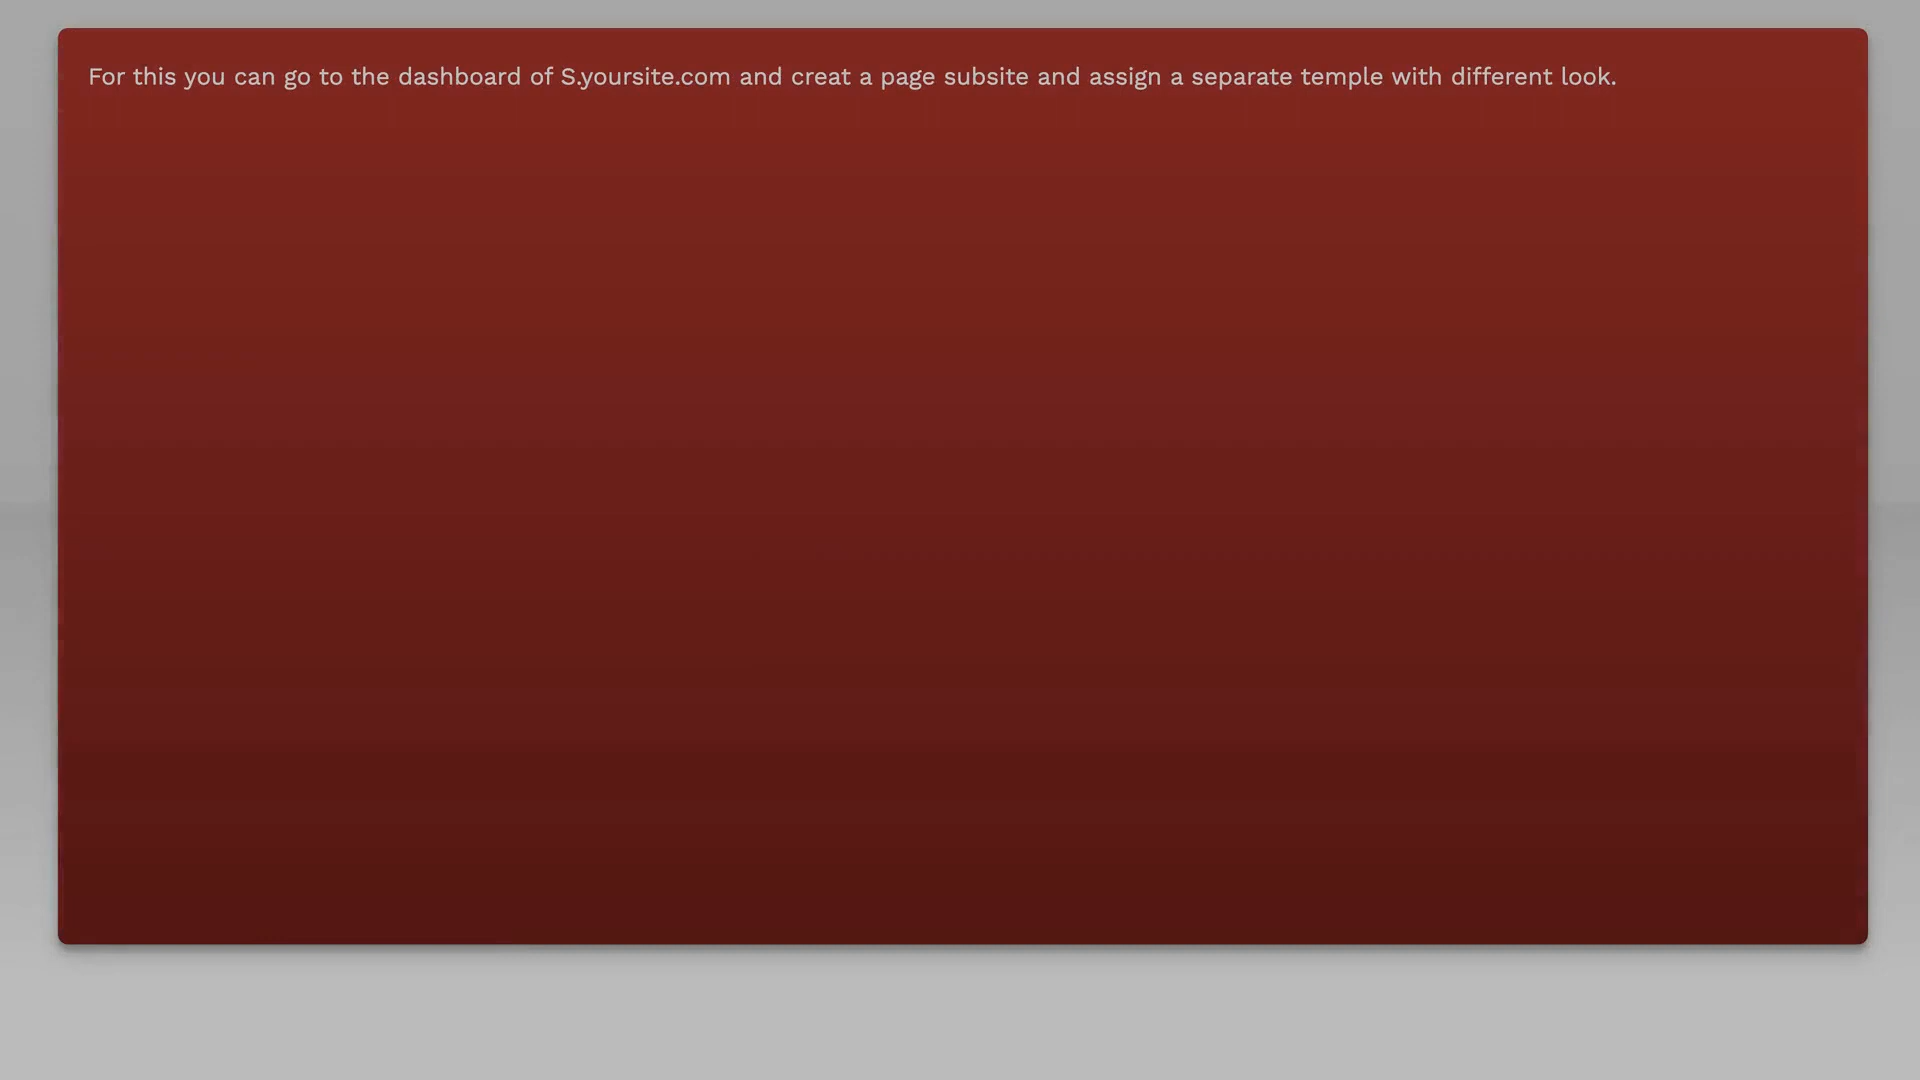 For this you can go to the dashboard of S.yoursite.com and creat a page subsite and assign a separate temple with different look.